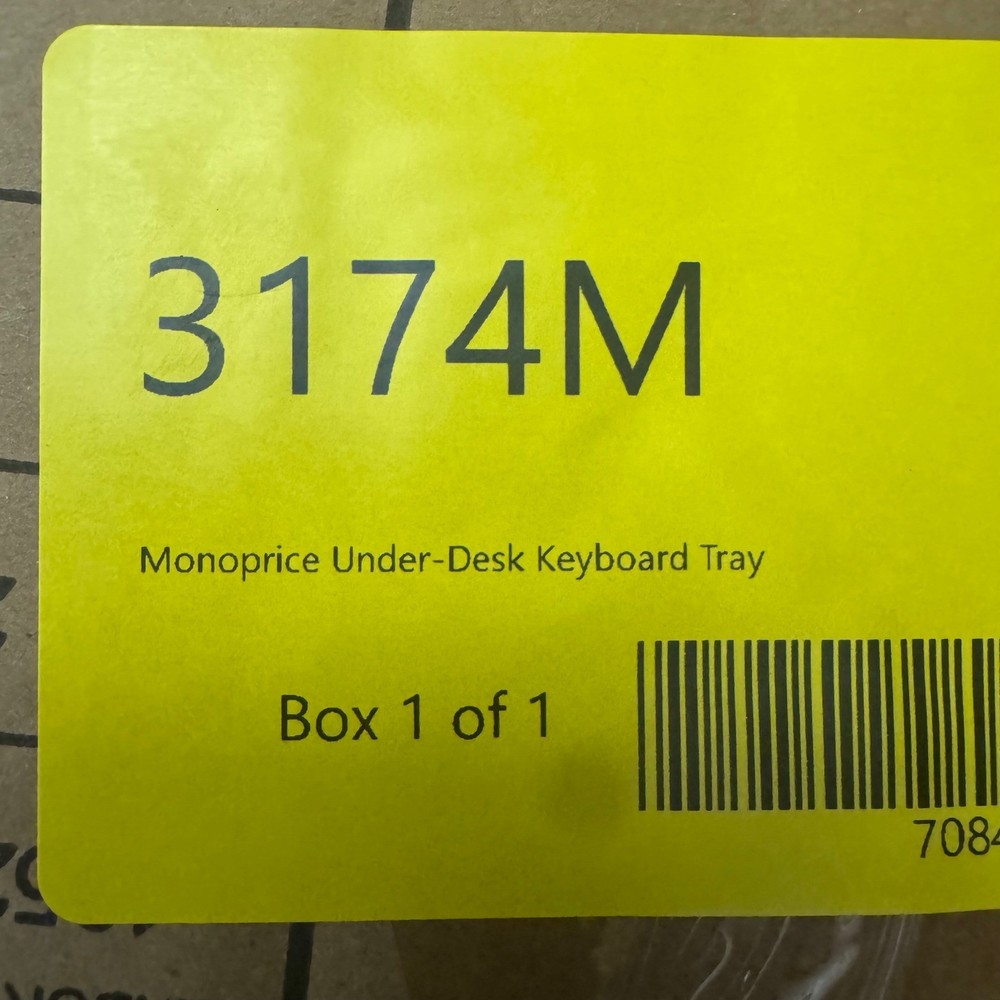 3174M
Monoprice Under-Desk Keyboard Tray
Box 1 of 1
7084